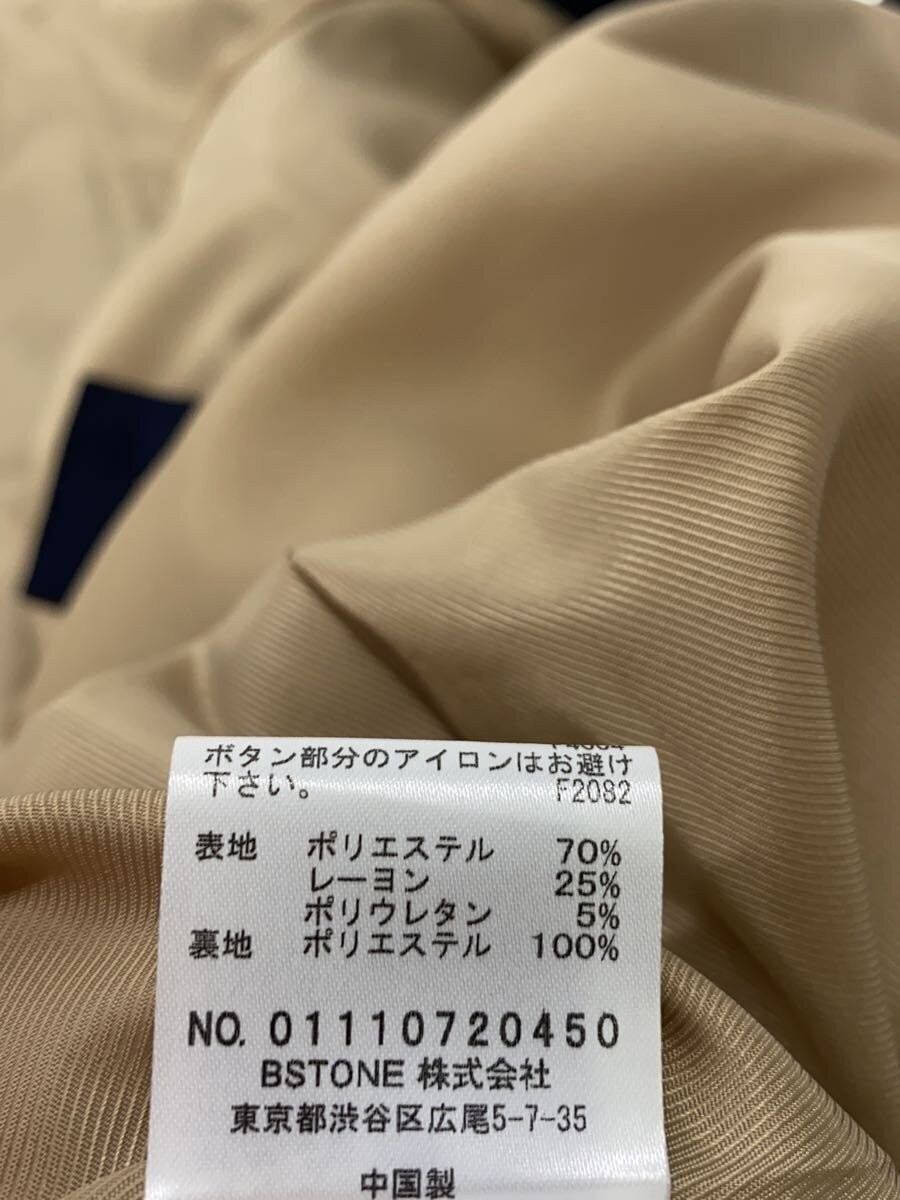 ボタン部分のアイロンはお避け
下さい。 F2082
表地 ポリエステル 70%
レーヨン 25%
ポリウレタン 5%
裏地 ポリエステル 100%
NO. 01110720450
BSTONE 株式会社
東京都渋谷区広尾5-7-35
中国製